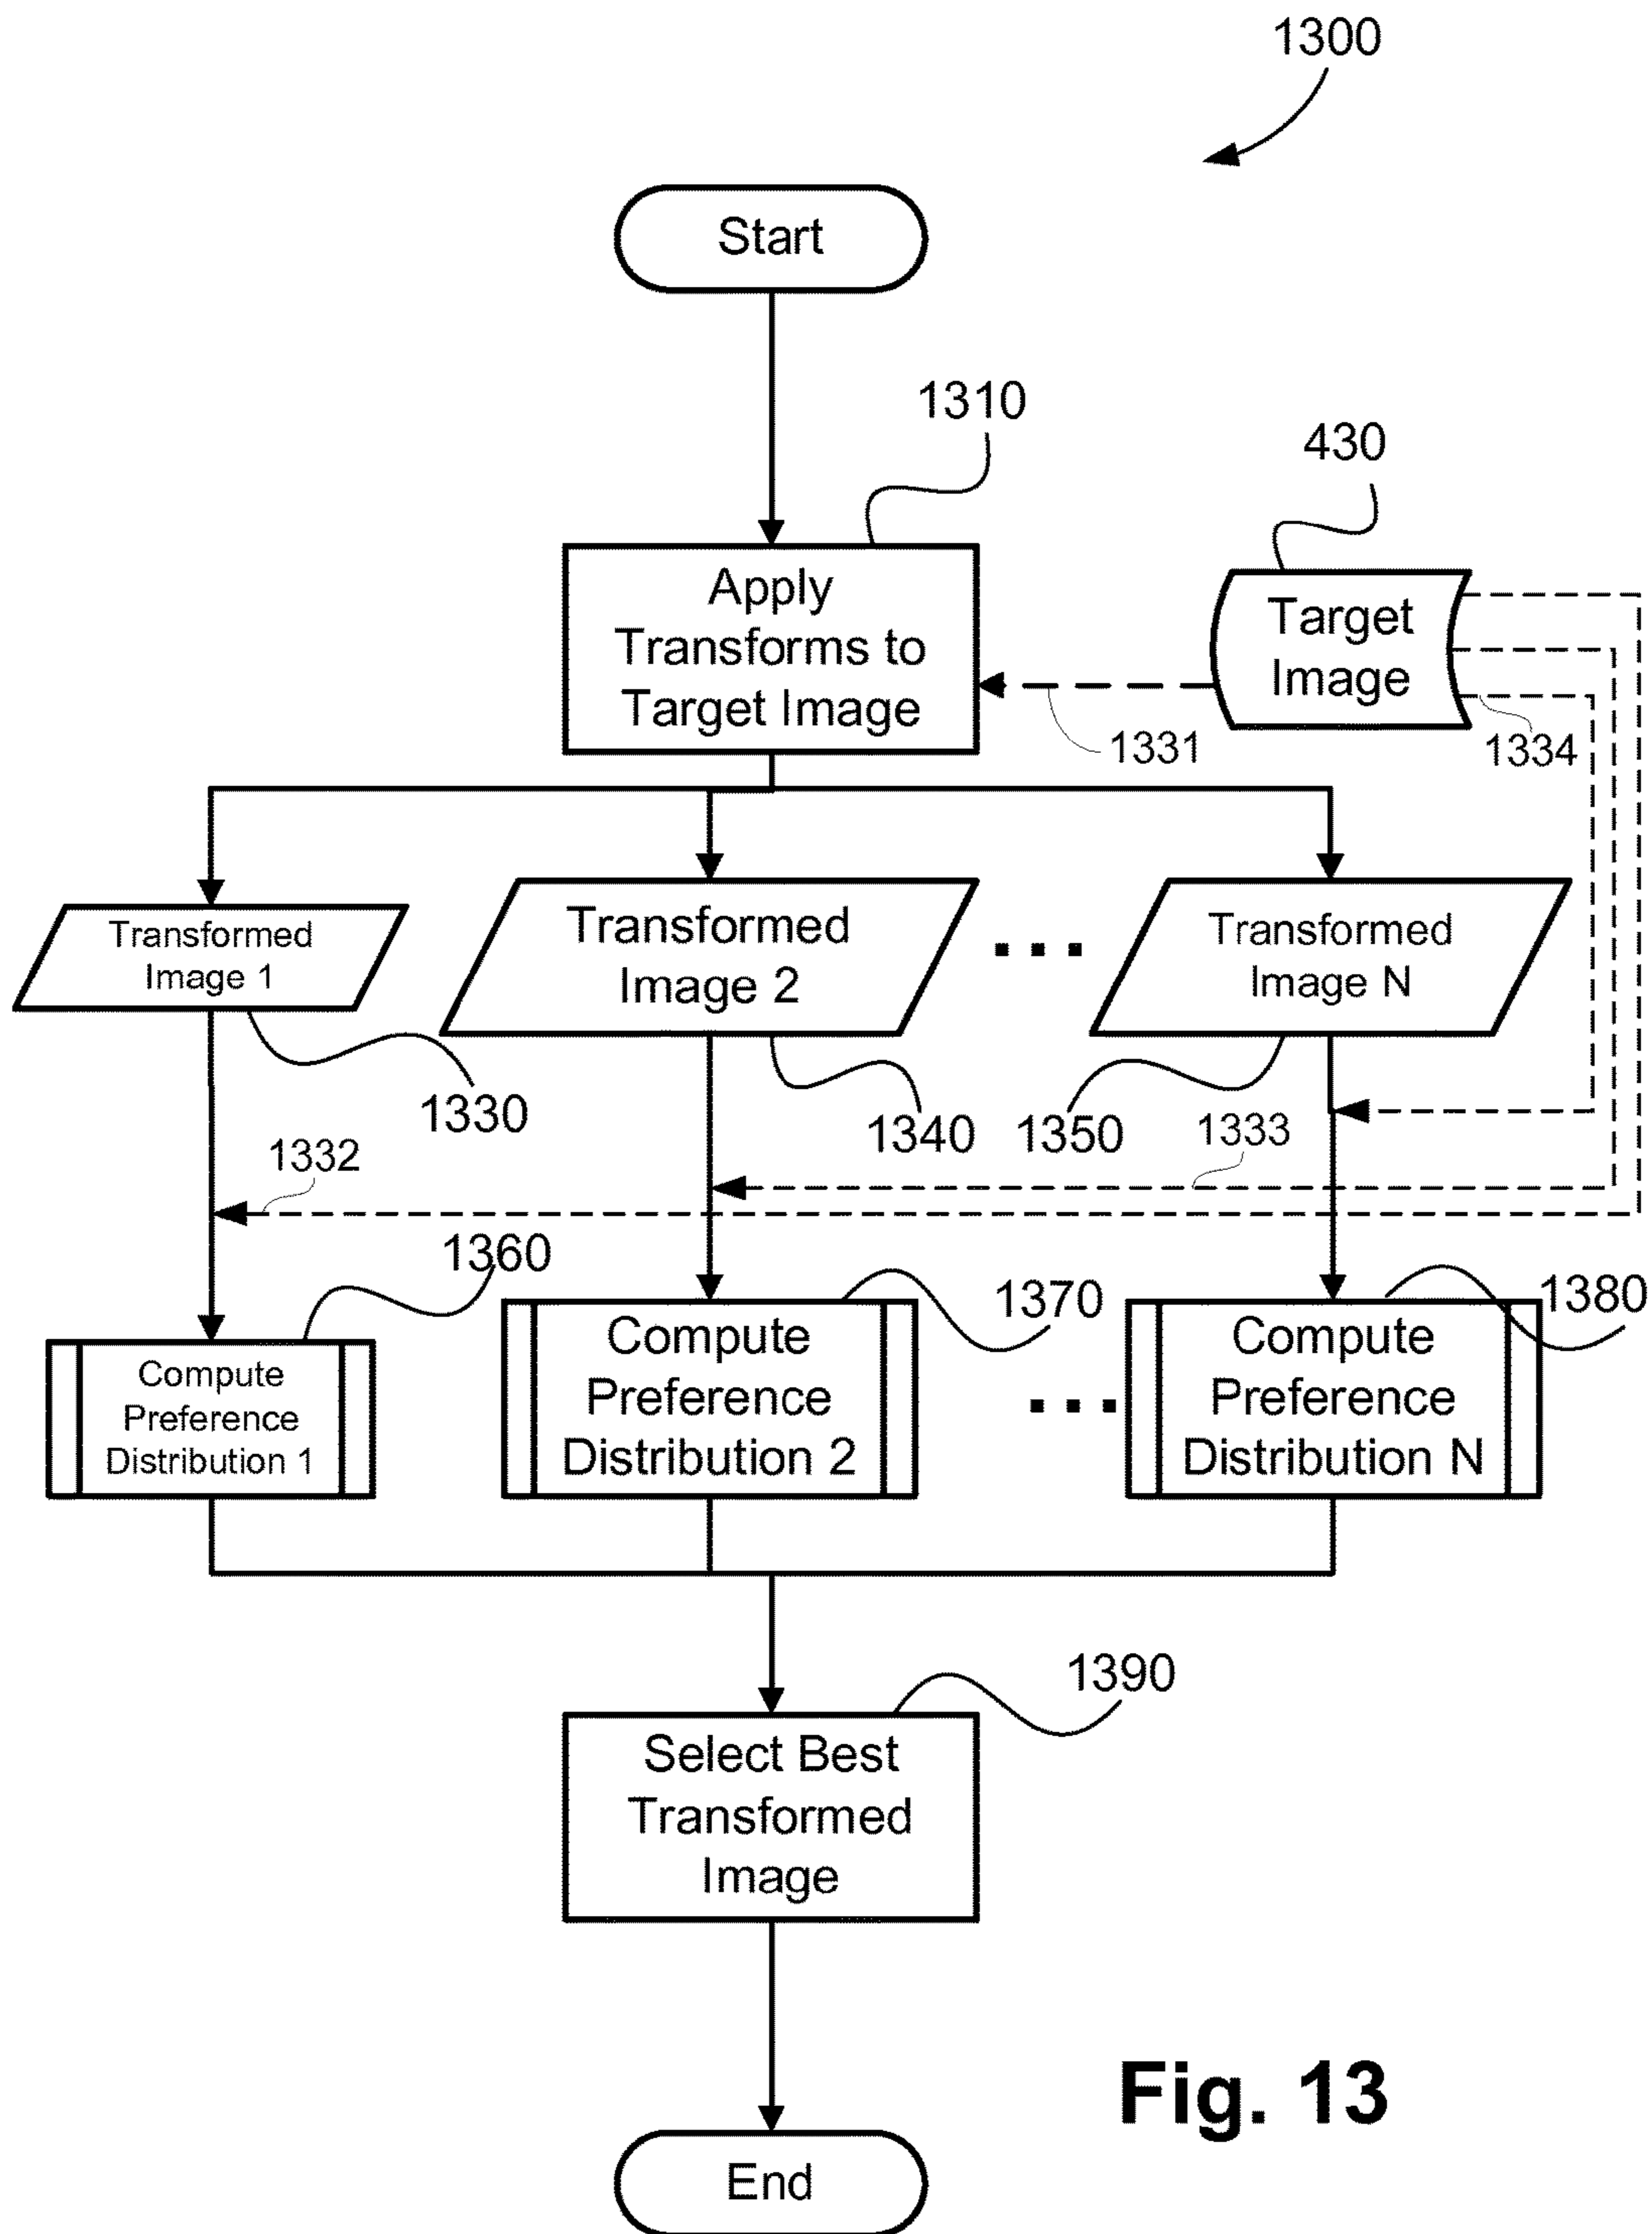 1300
Start
1310
430
Apply
Transforms to
Target Image
Target
Image
1331
1334
Transformed
Image 1
Transformed
Image 2
...
Transformed
Image N
1330
1340
1350
1333
1332
1360
1370
1380
Compute
Preference
Distribution 1
Compute
Preference
Distribution 2
...
Compute
Preference
Distribution N
1390
Select Best
Transformed
Image
Fig. 13
End